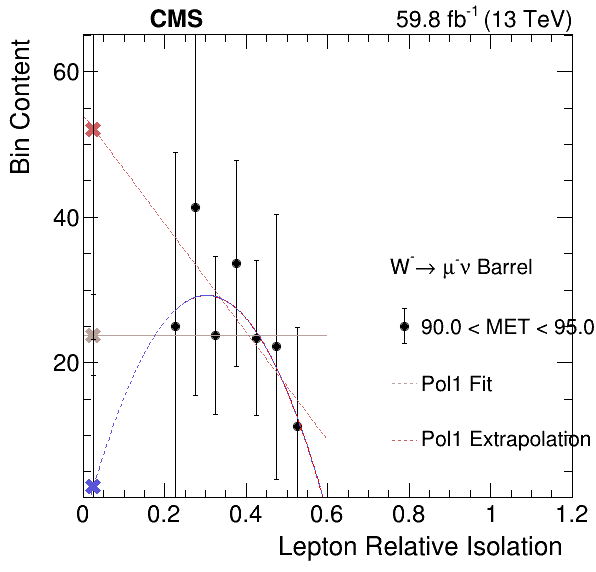 CMS
59.8 fb⁻¹ (13 TeV)
Bin Content
60
40
20
W⁻→ μ⁻ν Barrel
90.0 < MET < 95.0
Pol1 Fit
Pol1 Extrapolation
0 0.2 0.4 0.6 0.8 1 1.2
Lepton Relative Isolation